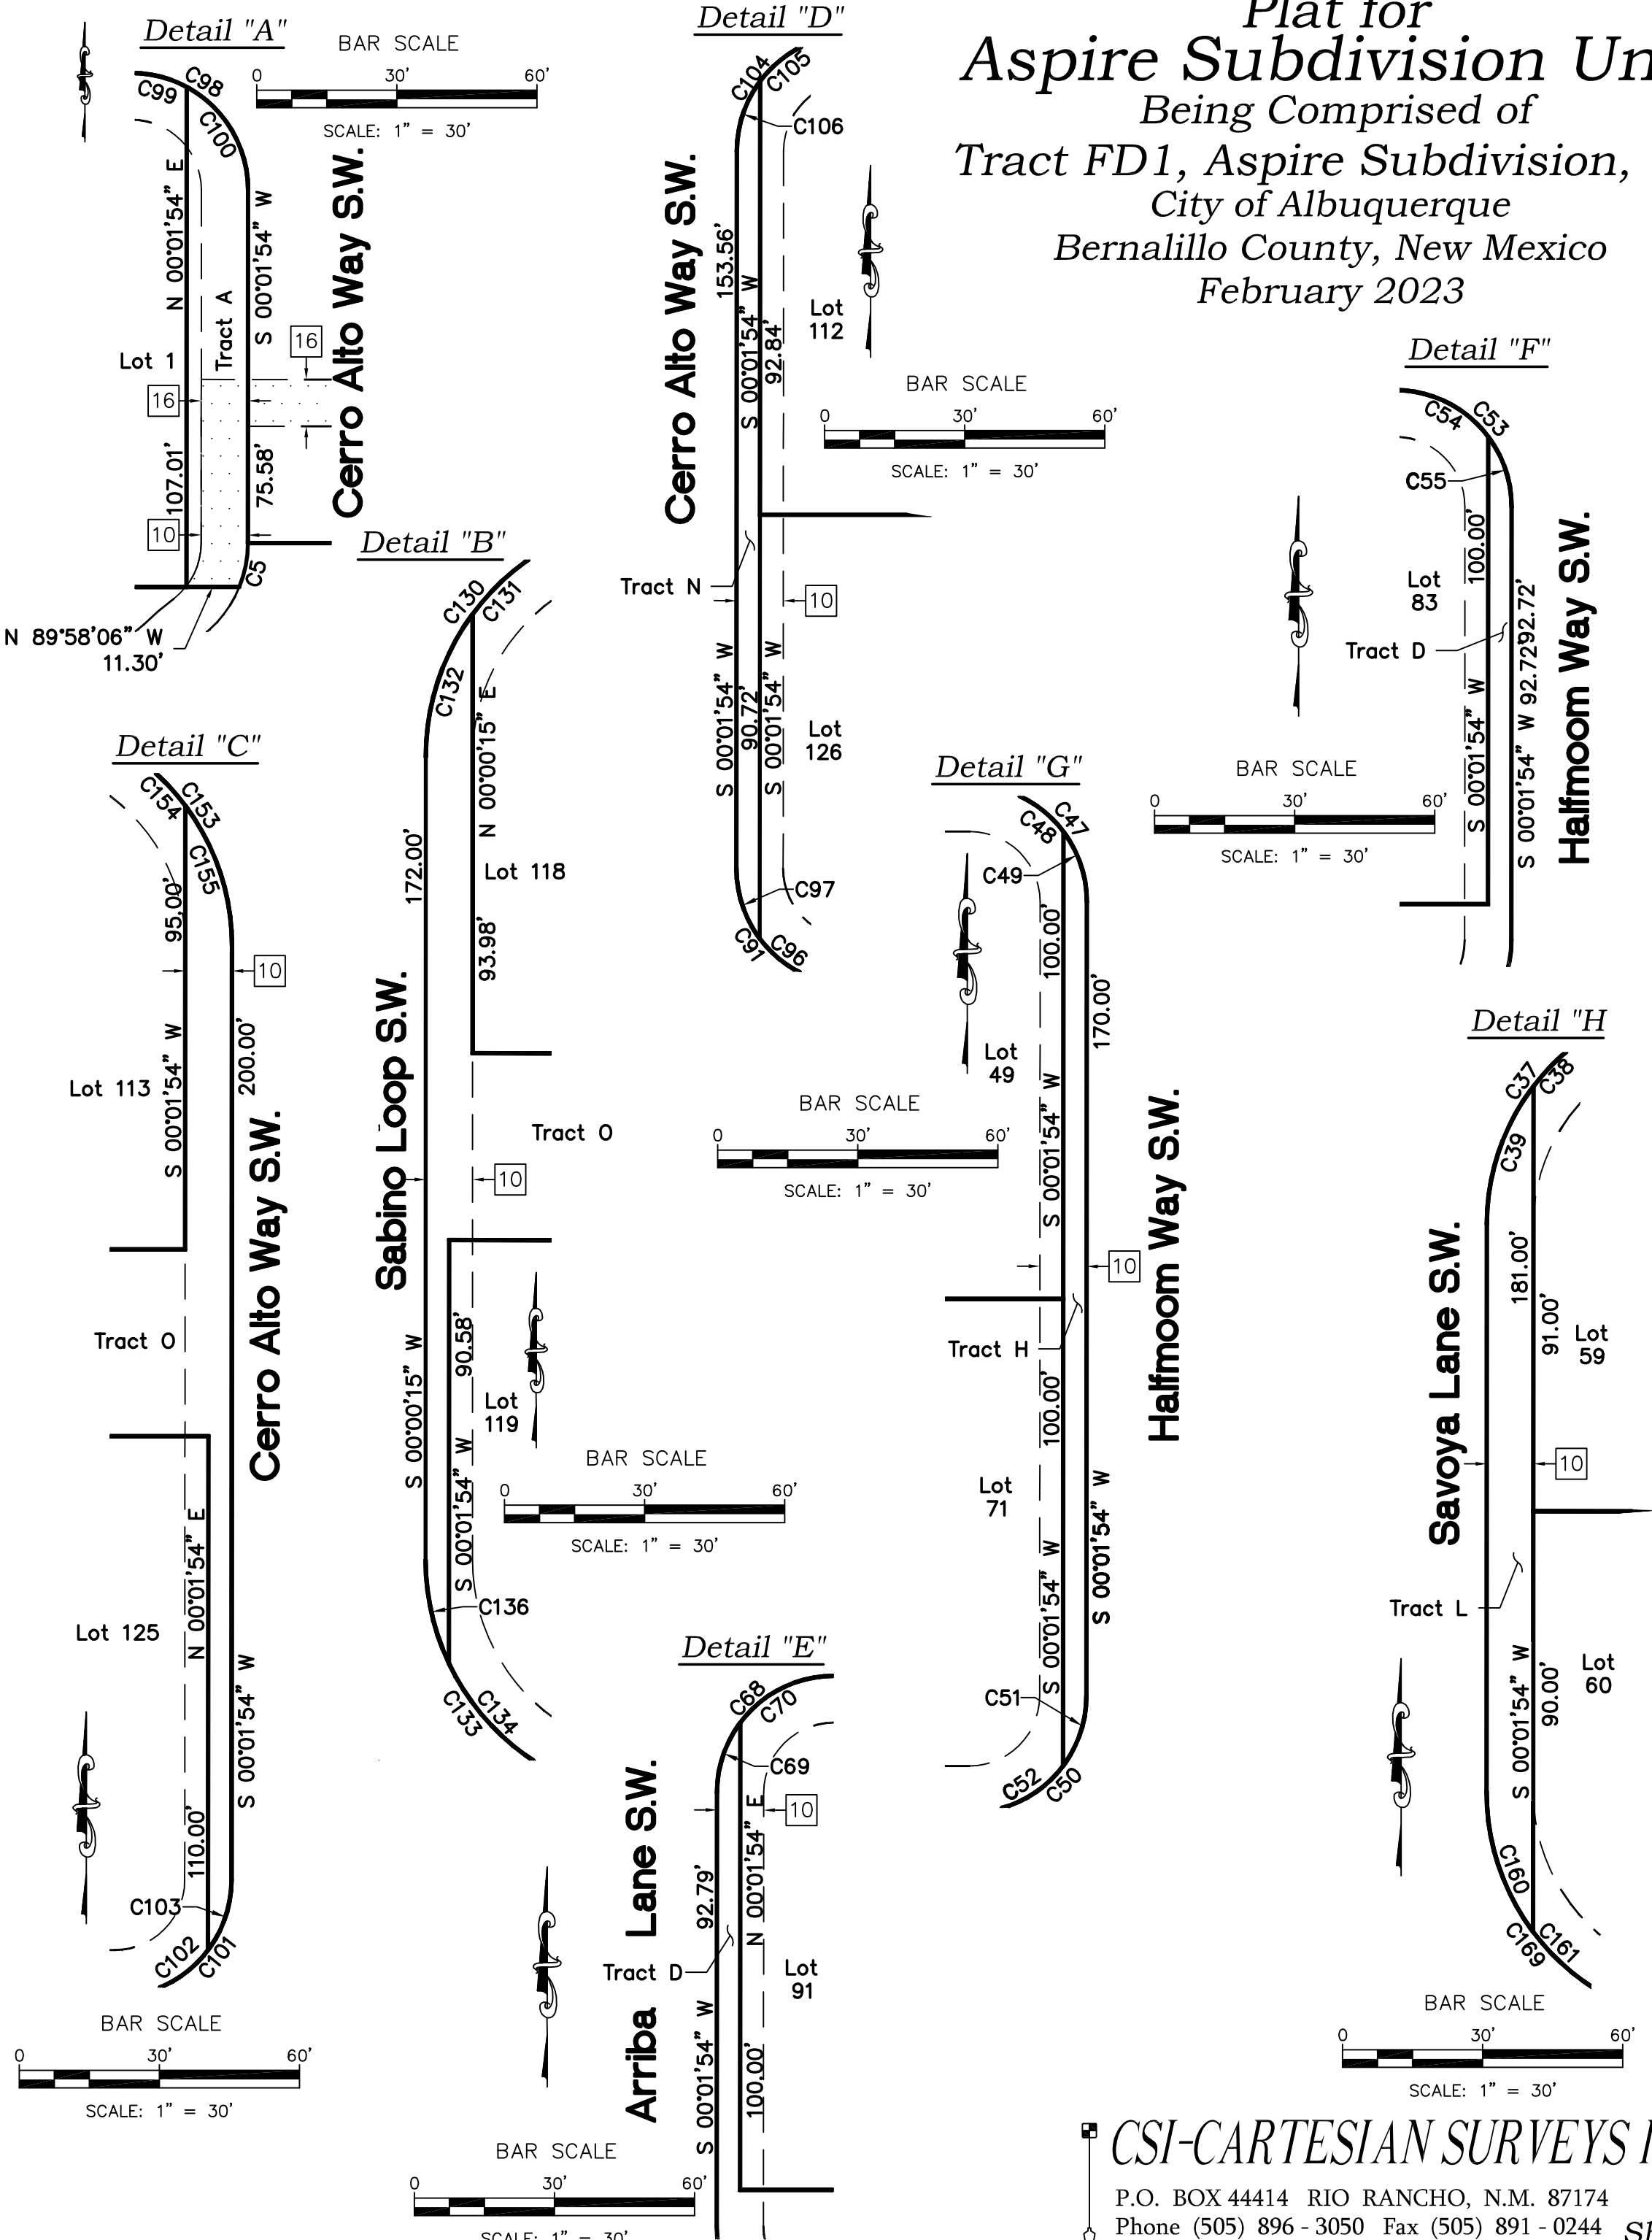 Plat for
Aspire Subdivision Un
Being Comprised of
Tract FD1, Aspire Subdivision,
City of Albuquerque
Bernalillo County, New Mexico
February 2023
Detail "A"
BAR SCALE
0 30' 60'
SCALE: 1" = 30'
C99
C98
C100
N 00°01'54" E
107.01'
S 00°01'54" W
75.58'
Tract A
Lot 1
16
16
10
C5
N 89°58'06" W
11.30'
Cerro Alto Way S.W.
Detail "B"
C130
C131
C132
N 00°00'15" E
172.00'
Lot 118
93.98'
Sabino Loop S.W.
Tract O
10
S 00°00'15" W
90.58'
S 00°01'54" W
Lot
119
C136
C133
C134
BAR SCALE
0 30' 60'
SCALE: 1" = 30'
Detail "C"
C154
C153
C155
95.00'
S 00°01'54" W
10
200.00'
Lot 113
Tract O
Cerro Alto Way S.W.
N 00°01'54" E
Lot 125
S 00°01'54" W
110.00'
C103
C102
C101
BAR SCALE
0 30' 60'
SCALE: 1" = 30'
Detail "D"
C104
C105
C106
Cerro Alto Way S.W.
153.56'
S 00°01'54" W
92.84'
Lot
112
BAR SCALE
0 30' 60'
SCALE: 1" = 30'
Tract N
10
S 00°01'54" W
90.72'
S 00°01'54" W
Lot
126
C97
C91
C96
Detail "E"
C68
C70
C69
10
Arriba Lane S.W.
92.79'
N 00°01'54" E
Tract D
Lot
91
S 00°01'54" W
100.00'
BAR SCALE
0 30' 60'
SCALE: 1" = 30'
Detail "F"
C54
C53
C55
100.00'
Lot
83
Tract D
S 00°01'54" W
S 00°01'54" W 92.72'92.72'
Halfmoom Way S.W.
BAR SCALE
0 30' 60'
SCALE: 1" = 30'
Detail "G"
C48
C47
C49
100.00'
170.00'
Lot
49
S 00°01'54" W
BAR SCALE
0 30' 60'
SCALE: 1" = 30'
10
Halfmoom Way S.W.
Tract H
100.00'
Lot
71
S 00°01'54" W
S 00°01'54" W
C51
C52
C50
Detail "H
C37
C38
C39
Savoya Lane S.W.
181.00'
91.00'
Lot
59
10
Tract L
S 00°01'54" W
90.00'
Lot
60
C160
C169
C161
BAR SCALE
0 30' 60'
SCALE: 1" = 30'
CSI-CARTESIAN SURVEYS
P.O. BOX 44414 RIO RANCHO, N.M. 87174
Phone (505) 896 - 3050 Fax (505) 891 - 0244